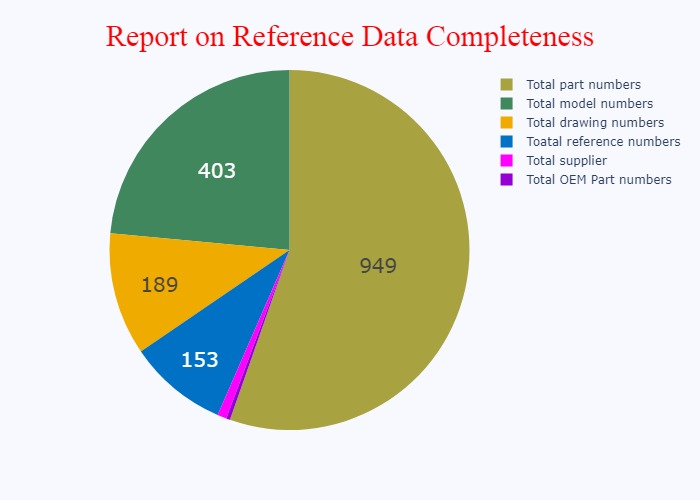 Report on Reference Data Completeness
Total part numbers
Total model numbers
Total drawing numbers
Toatal reference numbers
Total supplier
Total OEM Part numbers
403
949
189
153